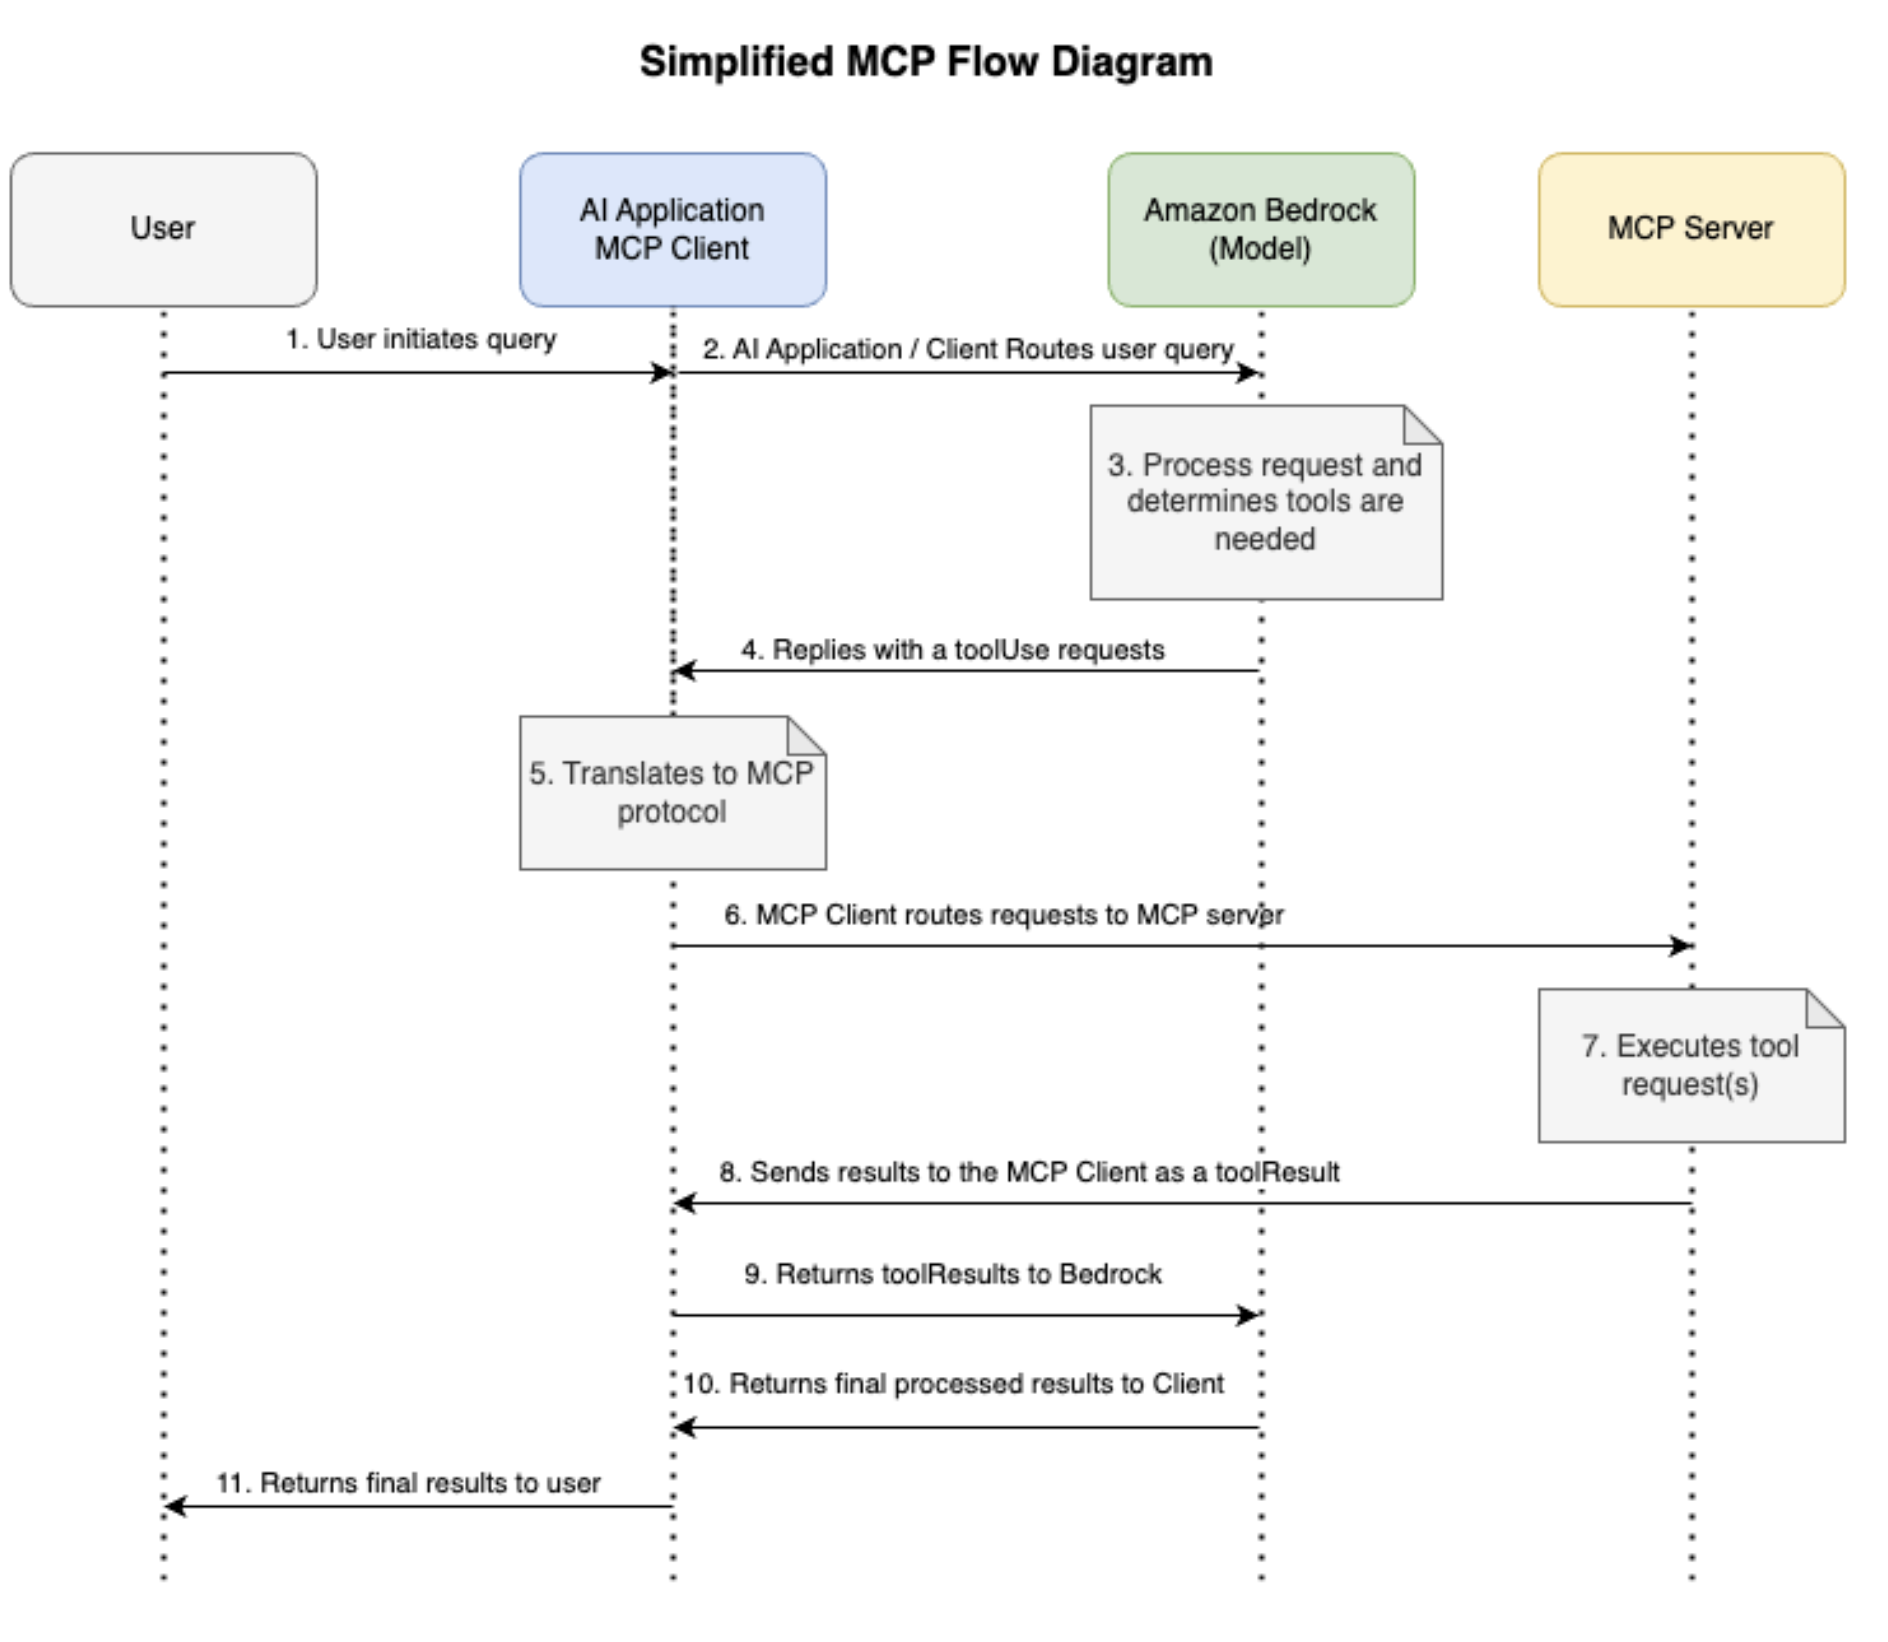 Simplified MCP Flow Diagram
User
AI Application
MCP Client
Amazon Bedrock
(Model)
MCP Server
1. User initiates query
2. AI Application / Client Routes user query
3. Process request and
determines tools are
needed
4. Replies with a toolUse requests
5. Translates to MCP
protocol
6. MCP Client routes requests to MCP server
7. Executes tool
request(s)
8. Sends results to the MCP Client as a toolResult
9. Returns toolResults to Bedrock
10. Returns final processed results to Client
11. Returns final results to user